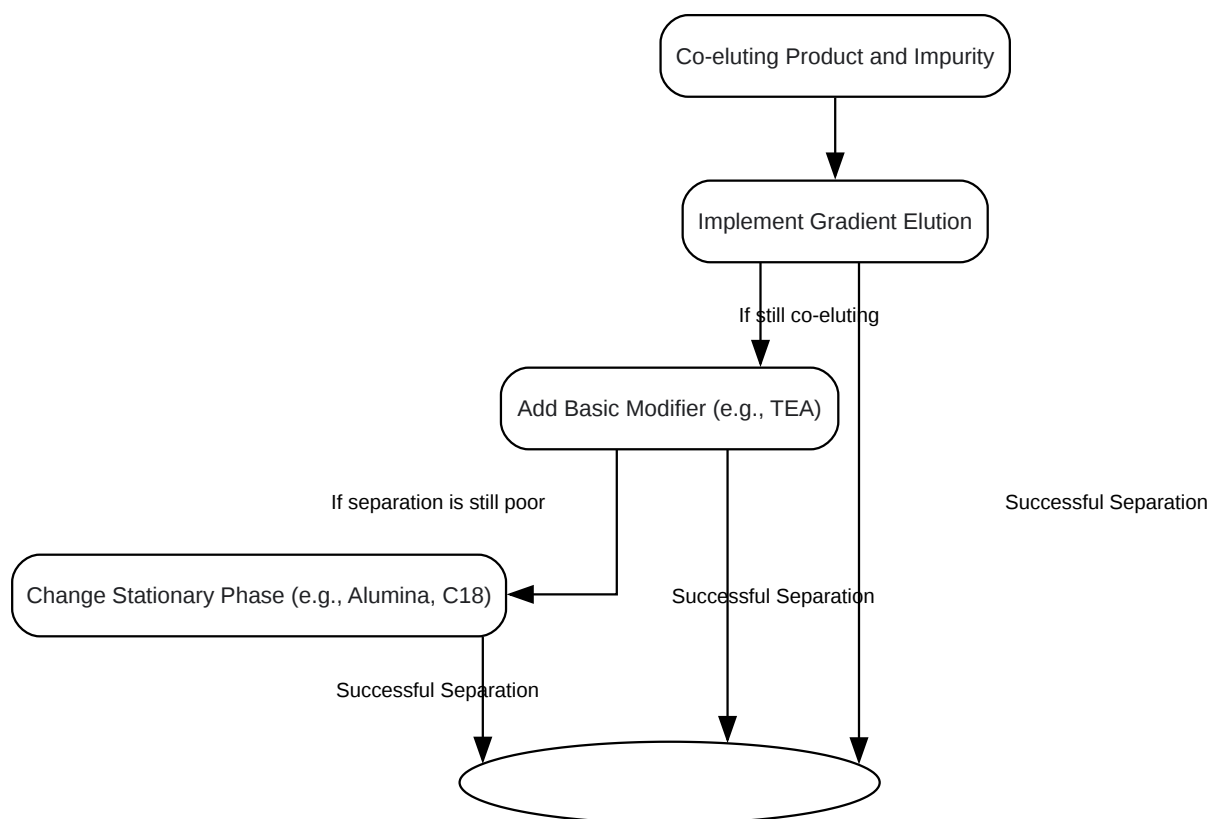 Co-eluting Product and Impurity
Implement Gradient Elution
If still co-eluting
Add Basic Modifier (e.g., TEA)
If separation is still poor
Successful Separation
Change Stationary Phase (e.g., Alumina, C18)
Successful Separation
Successful Separation